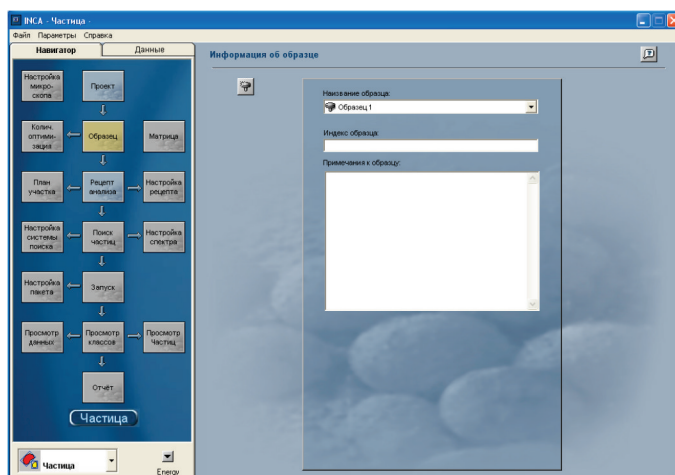 INCA - Частица -
Файл Параметры Справка
Навигатор Данные
Информация об образце
Настройка
микро-
скопа
Проект
Колич.
оптими-
зация
Образец
Матрица
План
участка
Рецепт
анализа
Настройка
рецепта
Настройка
системы
поиска
Поиск
частиц
Настройка
спектра
Настройка
пакета
Запуск
Просмотр
данных
Просмотр
классов
Просмотр
Частиц
Отчёт
Частица
Частица
Energy
Наизвание образца:
Образец 1
Индекс образца:
Примечания к образцу: